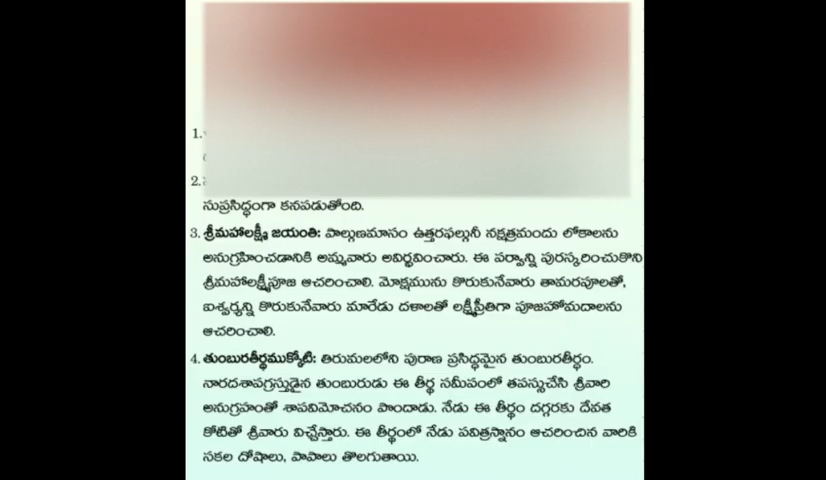 1.
2.
సుప్రసిద్ధంగా కనపడుతోంది.
3. శ్రీమహాలక్ష్మీ జయంతి: పాల్గుణమాసం ఉత్తరఫల్గునీ నక్షత్రమందు లోకాలను
అనుగ్రహించడానికి అమ్మవారు అవిర్భవించారు. ఈ పర్వాన్ని పురస్కరించుకొని
శ్రీమహాలక్ష్మీపూజ ఆచరించాలి. మోక్షమును కొరుకునేవారు తామరపూలతో,
ఐశ్వర్యన్ని కొరుకునేవారు మారేడు దళాలతో లక్ష్మీప్రీతిగా పూజహోమదాలను
ఆచరించాలి.
4. తుంబురతీర్థముక్కోటి: తిరుమలలోని పురాణ ప్రసిద్ధమైన తుంబురతీర్థం.
నారదశాపగ్రస్తుడైన తుంబురుడు ఈ తీర్థ సమీపంలో తపస్సుచేసి శ్రీవారి
అనుగ్రహంతో శాపవిమోచనం పొందాడు. నేడు ఈ తీర్థం దగ్గరకు దేవత
కోటితో శ్రీవారు విచ్చేస్తారు. ఈ తీర్థంలో నేడు పవిత్రస్నానం ఆచరించిన వారికి
సకల దోషాలు, పాపాలు తొలగుతాయి.